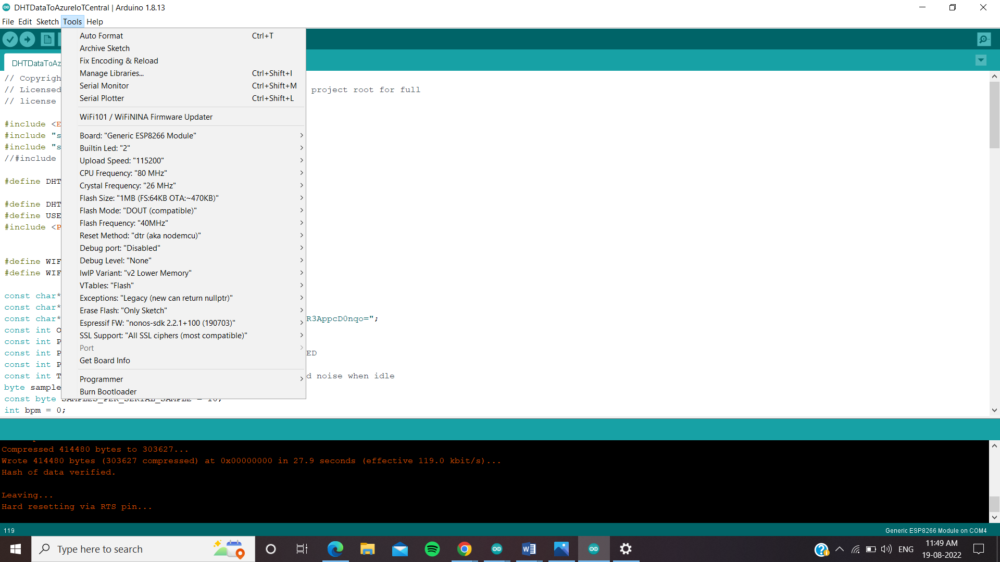 DHTDataToAzureIoTCentral | Arduino 1.8.13
File Edit Sketch Tools Help
Auto Format Ctrl+T
Archive Sketch
Fix Encoding & Reload
Manage Libraries... Ctrl+Shift+I
Serial Monitor Ctrl+Shift+M
Serial Plotter Ctrl+Shift+L
WiFi101 / WiFiNINA Firmware Updater
Board: "Generic ESP8266 Module"
Builtin Led: "2"
Upload Speed: "115200"
CPU Frequency: "80 MHz"
Crystal Frequency: "26 MHz"
Flash Size: "1MB (FS:64KB OTA:~470KB)"
Flash Mode: "DOUT (compatible)"
Flash Frequency: "40MHz"
Reset Method: "dtr (aka nodemcu)"
Debug port: "Disabled"
Debug Level: "None"
lwIP Variant: "v2 Lower Memory"
VTables: "Flash"
Exceptions: "Legacy (new can return nullptr)"
Erase Flash: "Only Sketch"
Espressif FW: "nonos-sdk 2.2.1+100 (190703)"
SSL Support: "All SSL ciphers (most compatible)"
Port
Get Board Info
Programmer
Burn Bootloader
DHTDataToAz
// Copyrigh
// Licensed project root for full
// license
#include <E
#include "s
#include "s
//#include
#define DHT
#define DHT
#define USE
#include <P
#define WIF
#define WIF
const char*
const char*
const char* R3AppcD0nqo=";
const int O
const int P
const int P ED
const int P
const int T d noise when idle
byte sample
const byte SAMPLES_PER_SERIAL_SAMPLE = 10;
int bpm = 0;
Compressed 414480 bytes to 303627...
Wrote 414480 bytes (303627 compressed) at 0x00000000 in 27.9 seconds (effective 119.0 kbit/s)...
Hash of data verified.
Leaving...
Hard resetting via RTS pin...
119 Generic ESP8266 Module on COM4
Type here to search
ENG
11:49 AM
19-08-2022